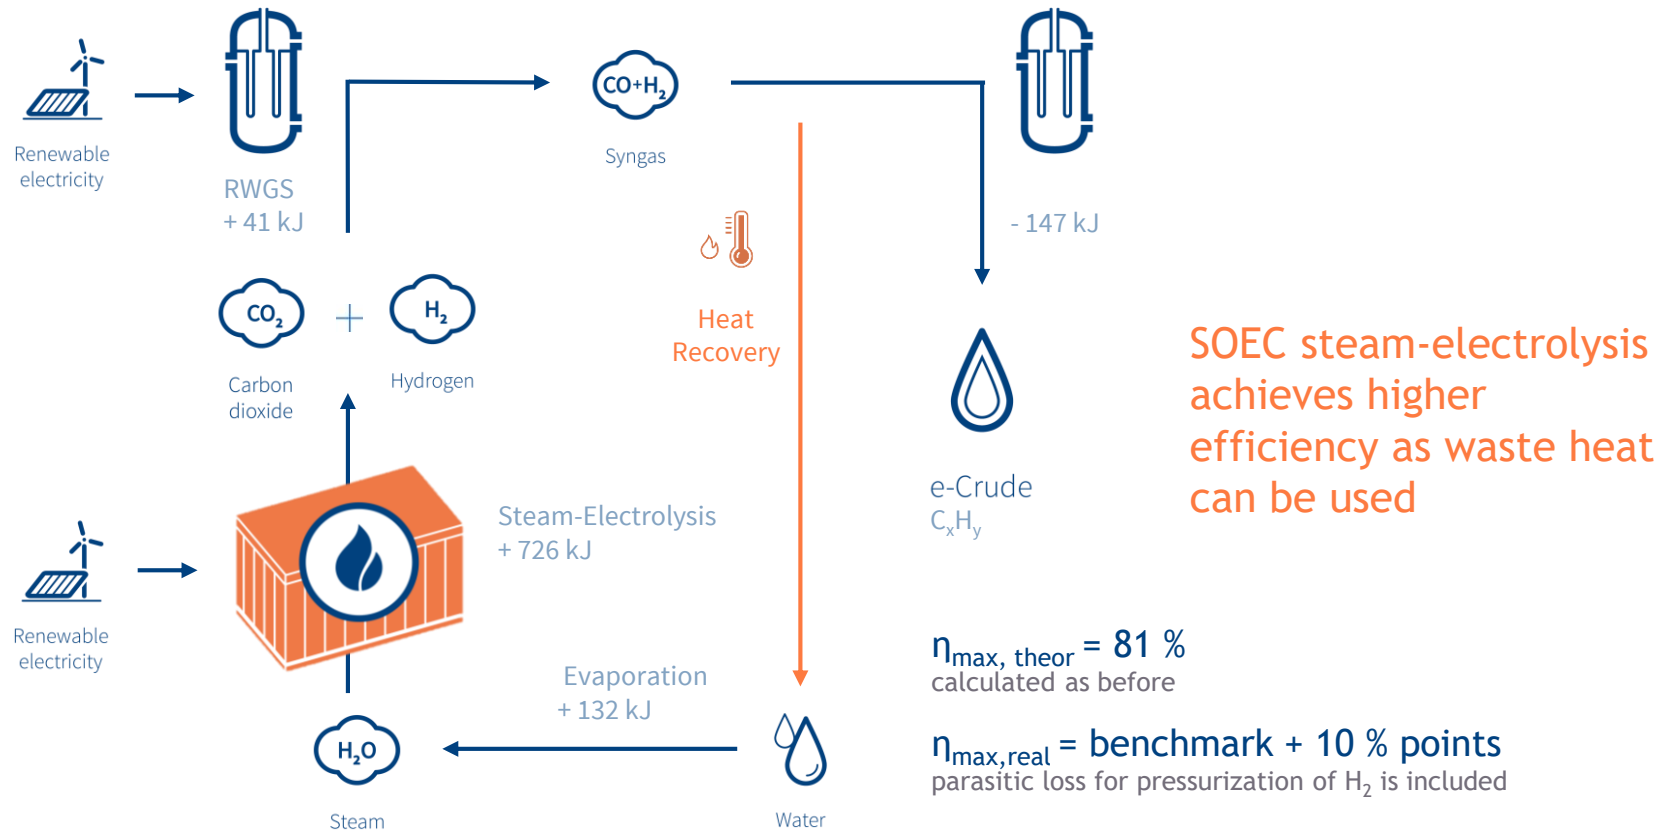 Renewable
electricity
RWGS
+ 41 kJ
CO+H₂
Syngas
- 147 kJ
CO₂
+
H₂
Carbon
dioxide
Hydrogen
Heat
Recovery
e-Crude
CₓHᵧ
SOEC steam-electrolysis
achieves higher
efficiency as waste heat
can be used
Renewable
electricity
Steam-Electrolysis
+ 726 kJ
Evaporation
+ 132 kJ
H₂O
Steam
Water
ηmax, theor = 81 %
calculated as before
ηmax,real = benchmark + 10 % points
parasitic loss for pressurization of H₂ is included